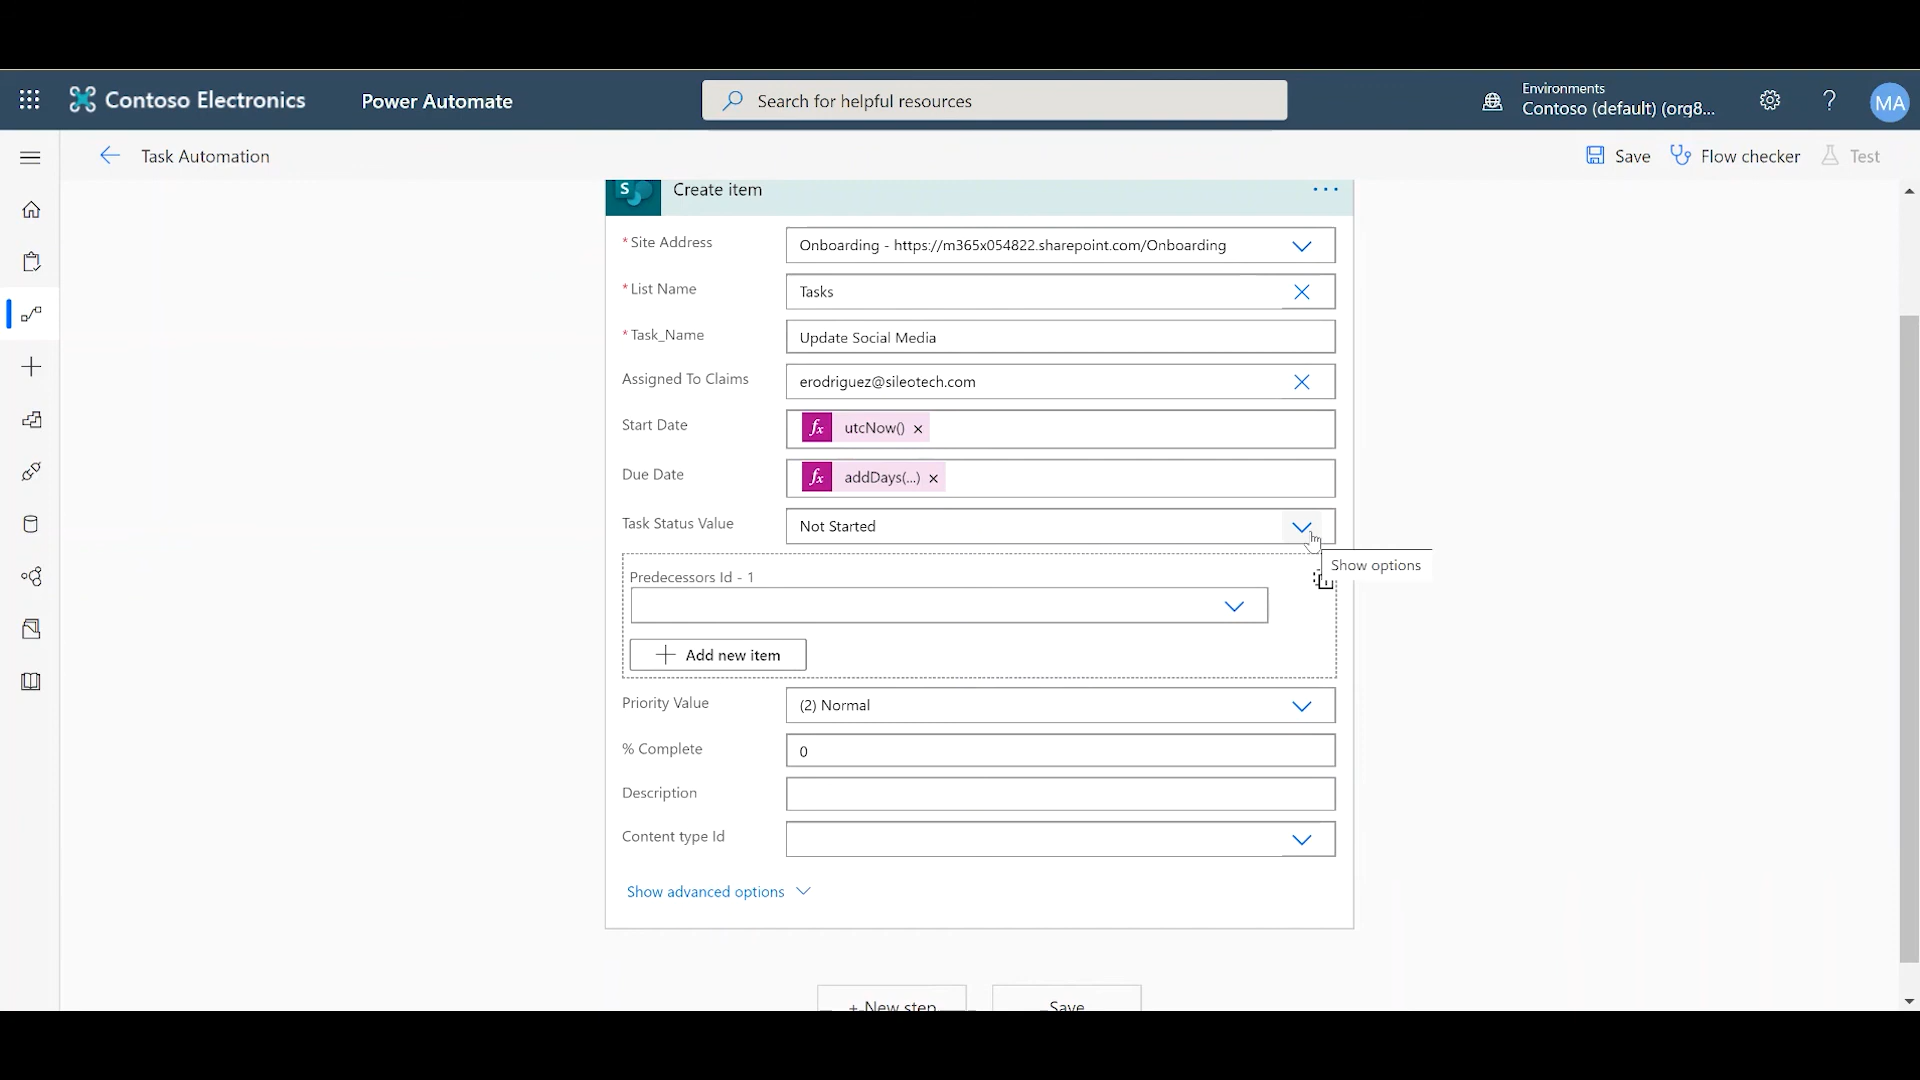 Contoso Electronics
Power Automate
Search for helpful resources
Environments
Contoso (default) (org8...
?
MA
Task Automation
Save
Flow checker
Test
S
Create item
...
* Site Address
Onboarding - https://m365x054822.sharepoint.com/Onboarding
* List Name
Tasks
* Task_Name
Update Social Media
Assigned To Claims
erodriguez@sileotech.com
Start Date
fx utcNow() ×
Due Date
fx addDays(...) ×
Task Status Value
Not Started
Show options
Predecessors Id - 1
Add new item
Priority Value
(2) Normal
% Complete
0
Description
Content type Id
Show advanced options
+ New step
Save